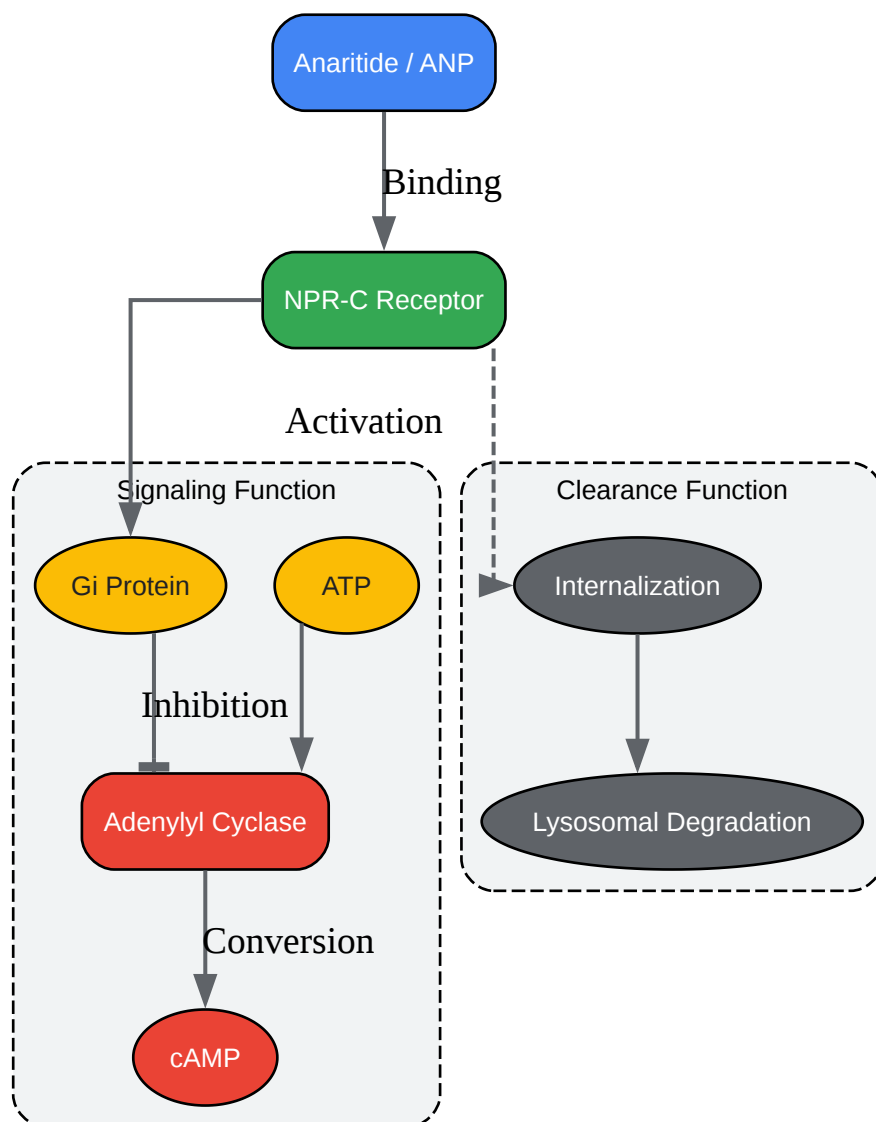 Anaritide / ANP
Binding
NPR-C Receptor
Activation
Signaling Function
Clearance Function
Gi Protein
ATP
Internalization
Inhibition
Adenylyl Cyclase
Lysosomal Degradation
Conversion
cAMP